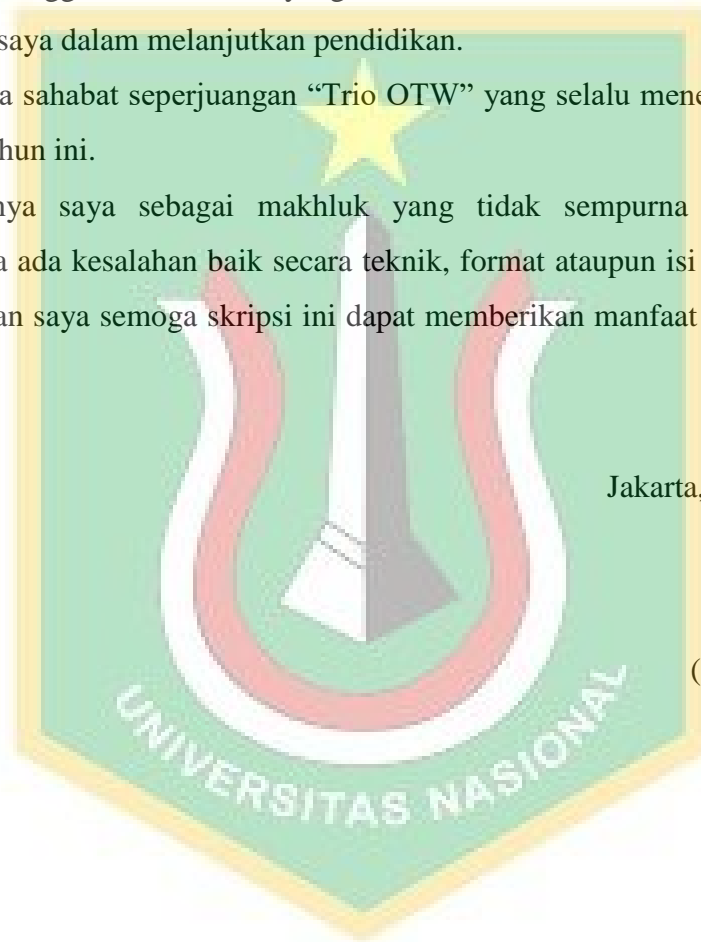 saya dalam melanjutkan pendidikan.
a sahabat seperjuangan “Trio OTW” yang selalu mene
hun ini.
nya saya sebagai makhluk yang tidak sempurna
a ada kesalahan baik secara teknik, format ataupun isi
an saya semoga skripsi ini dapat memberikan manfaat
Jakarta,
(
UNIVERSITAS NASIONAL